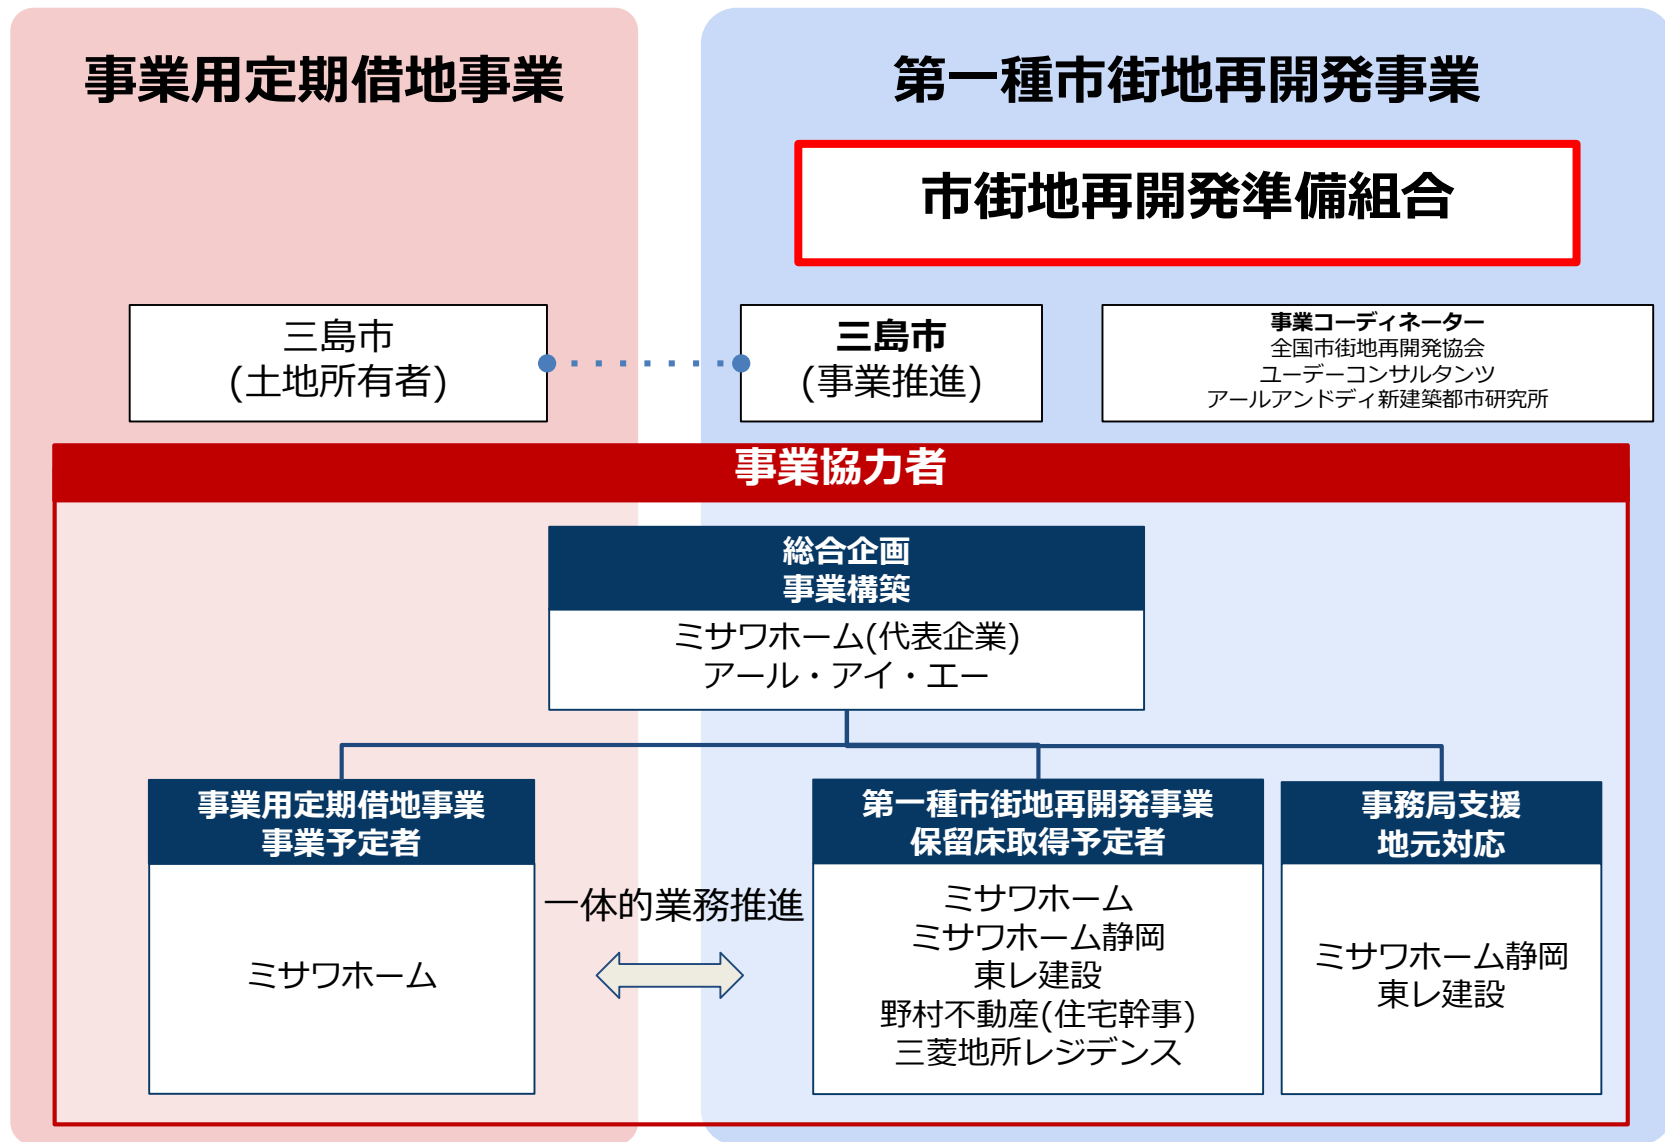 事業用定期借地事業
第一種市街地再開発事業
市街地再開発準備組合
三島市
(土地所有者)
三島市
(事業推進)
事業コーディネーター
全国市街地再開発協会
ユーデーコンサルタンツ
アールアンドディ新建築都市研究所
事業協力者
総合企画
事業構築
ミサワホーム(代表企業)
アール・アイ・エー
事業用定期借地事業
事業予定者
ミサワホーム
一体的業務推進
第一種市街地再開発事業
保留床取得予定者
ミサワホーム
ミサワホーム静岡
東レ建設
野村不動産(住宅幹事)
三菱地所レジデンス
事務局支援
地元対応
ミサワホーム静岡
東レ建設